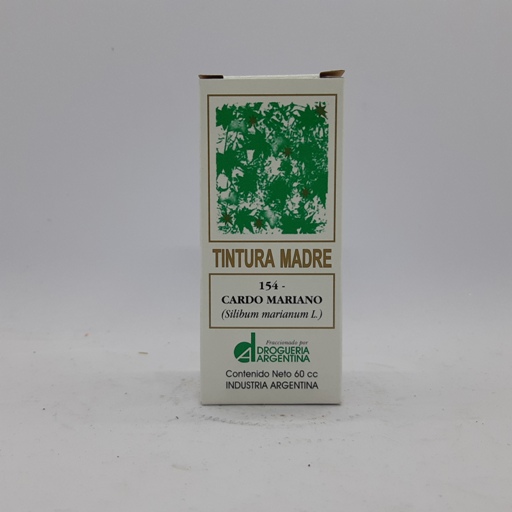 TINTURA MADRE
154 -
CARDO MARIANO
(Silibum marianum L.)
Fraccionado por
DROGUERIA
ARGENTINA
Contenido Neto 60 cc
INDUSTRIA ARGENTINA